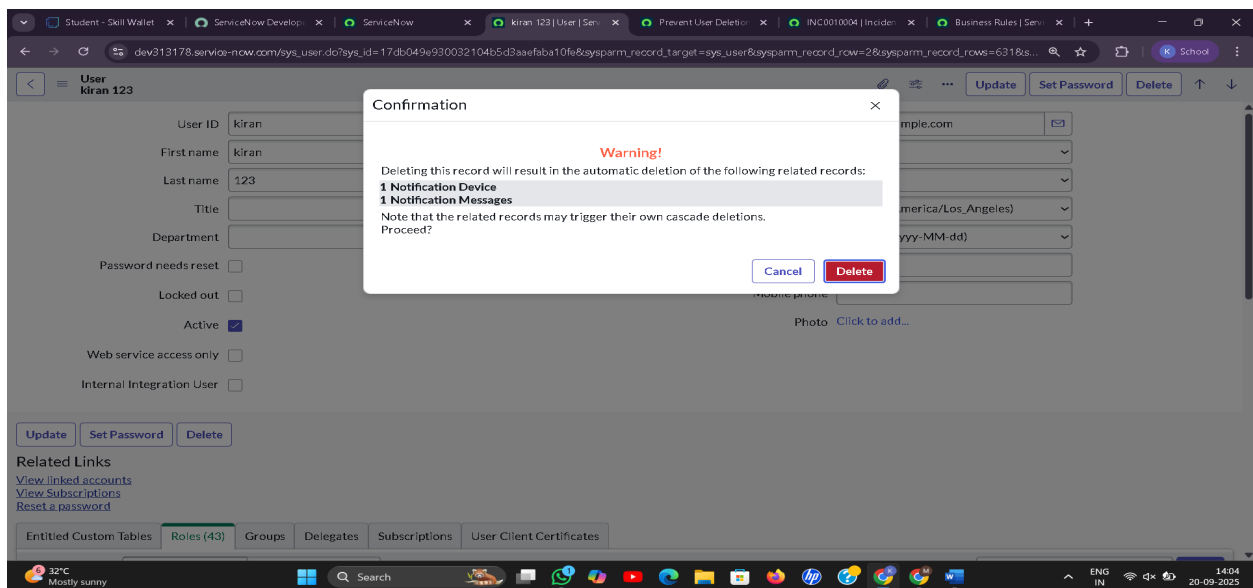 Student - Skill Wallet
ServiceNow Develop
ServiceNow
kiran 123 | User | Serv
Prevent User Deletion
INC0010004 | Inciden
Business Rules | Serv
dev313178.service-now.com/sys_user.do?sys_id=17db049e930032104b5d3aaefaba10fe&sysparm_record_target=sys_user&sysparm_record_row=2&sysparm_record_rows=631&s...
K School
User
kiran 123
Update
Set Password
Delete
Confirmation
Warning!
Deleting this record will result in the automatic deletion of the following related records:
1 Notification Device
1 Notification Messages
Note that the related records may trigger their own cascade deletions.
Proceed?
Cancel
Delete
User ID kiran
mple.com
First name kiran
Last name 123
Title
merica/Los_Angeles)
Department
yyy-MM-dd)
Password needs reset
Locked out
Mobile phone
Active
Photo Click to add...
Web service access only
Internal Integration User
Update
Set Password
Delete
Related Links
View linked accounts
View Subscriptions
Reset a password
Entitled Custom Tables
Roles (43)
Groups
Delegates
Subscriptions
User Client Certificates
6
32°C
Mostly sunny
Search
1
ENG
IN
14:04
20-09-2025